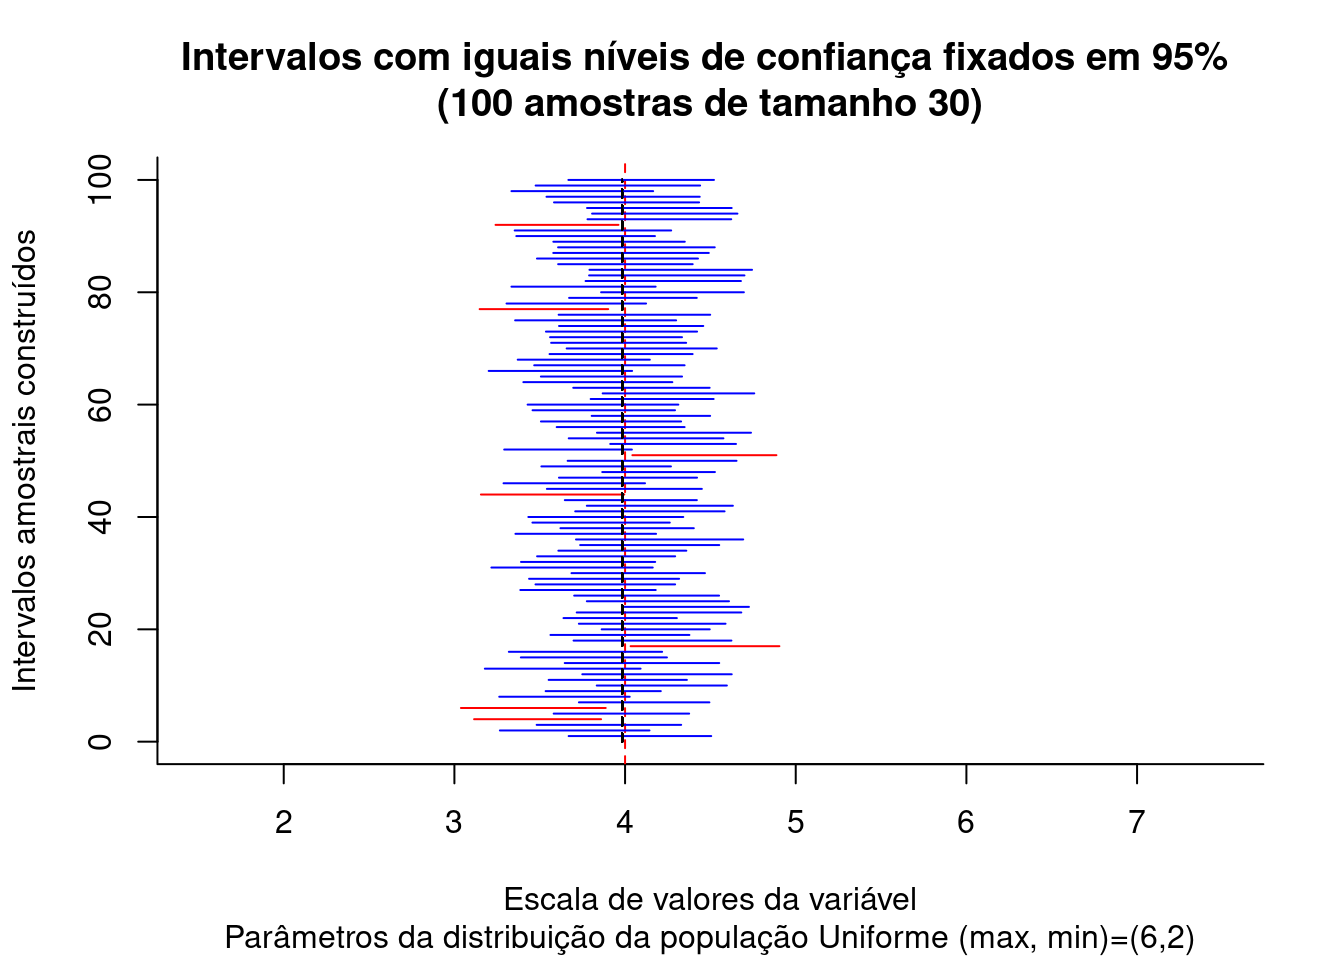 Intervalos com iguais níveis de confiança fixados em 95%
(100 amostras de tamanho 30)
Intervalos amostrais construídos
100
80
60
40
20
0
2 3 4 5 6 7
Escala de valores da variável
Parâmetros da distribuição da população Uniforme (max, min)=(6,2)